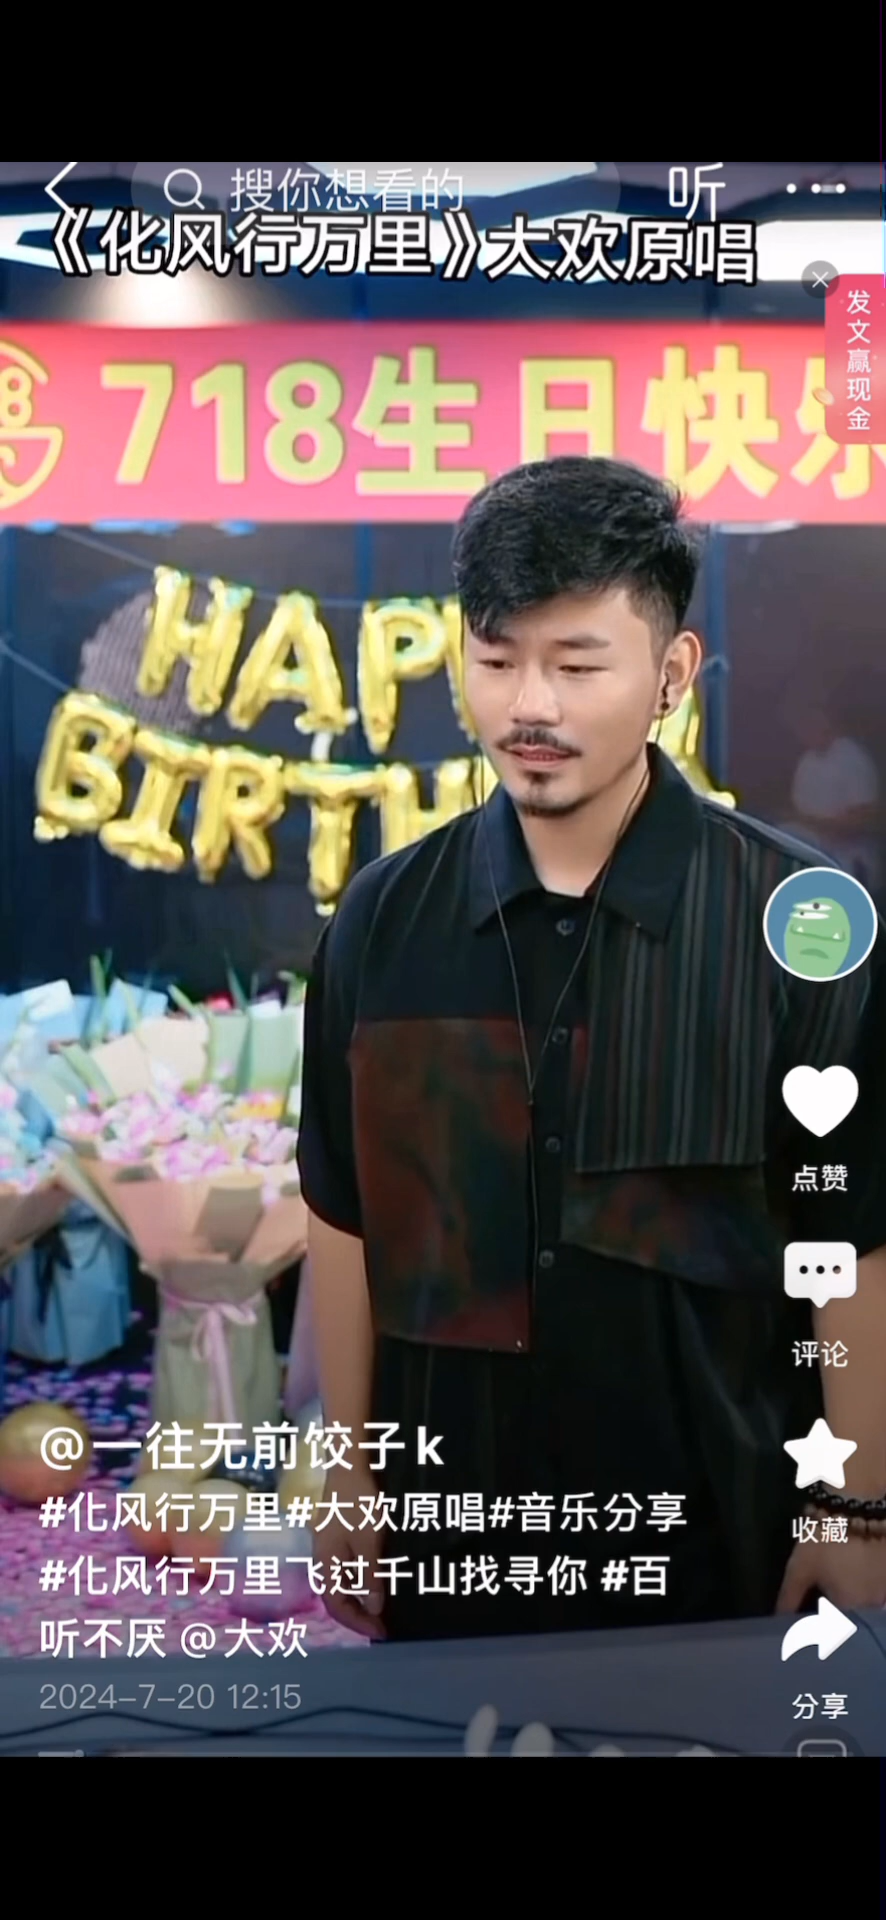 搜你想看的
听
《化风行万里》大欢原唱
发文赢现金
718生日快乐
HAPP
BIRTH
点赞
评论
收藏
分享
@一往无前饺子k
#化风行万里#大欢原唱#音乐分享
#化风行万里飞过千山找寻你 #百
听不厌 @大欢
2024-7-20 12:15